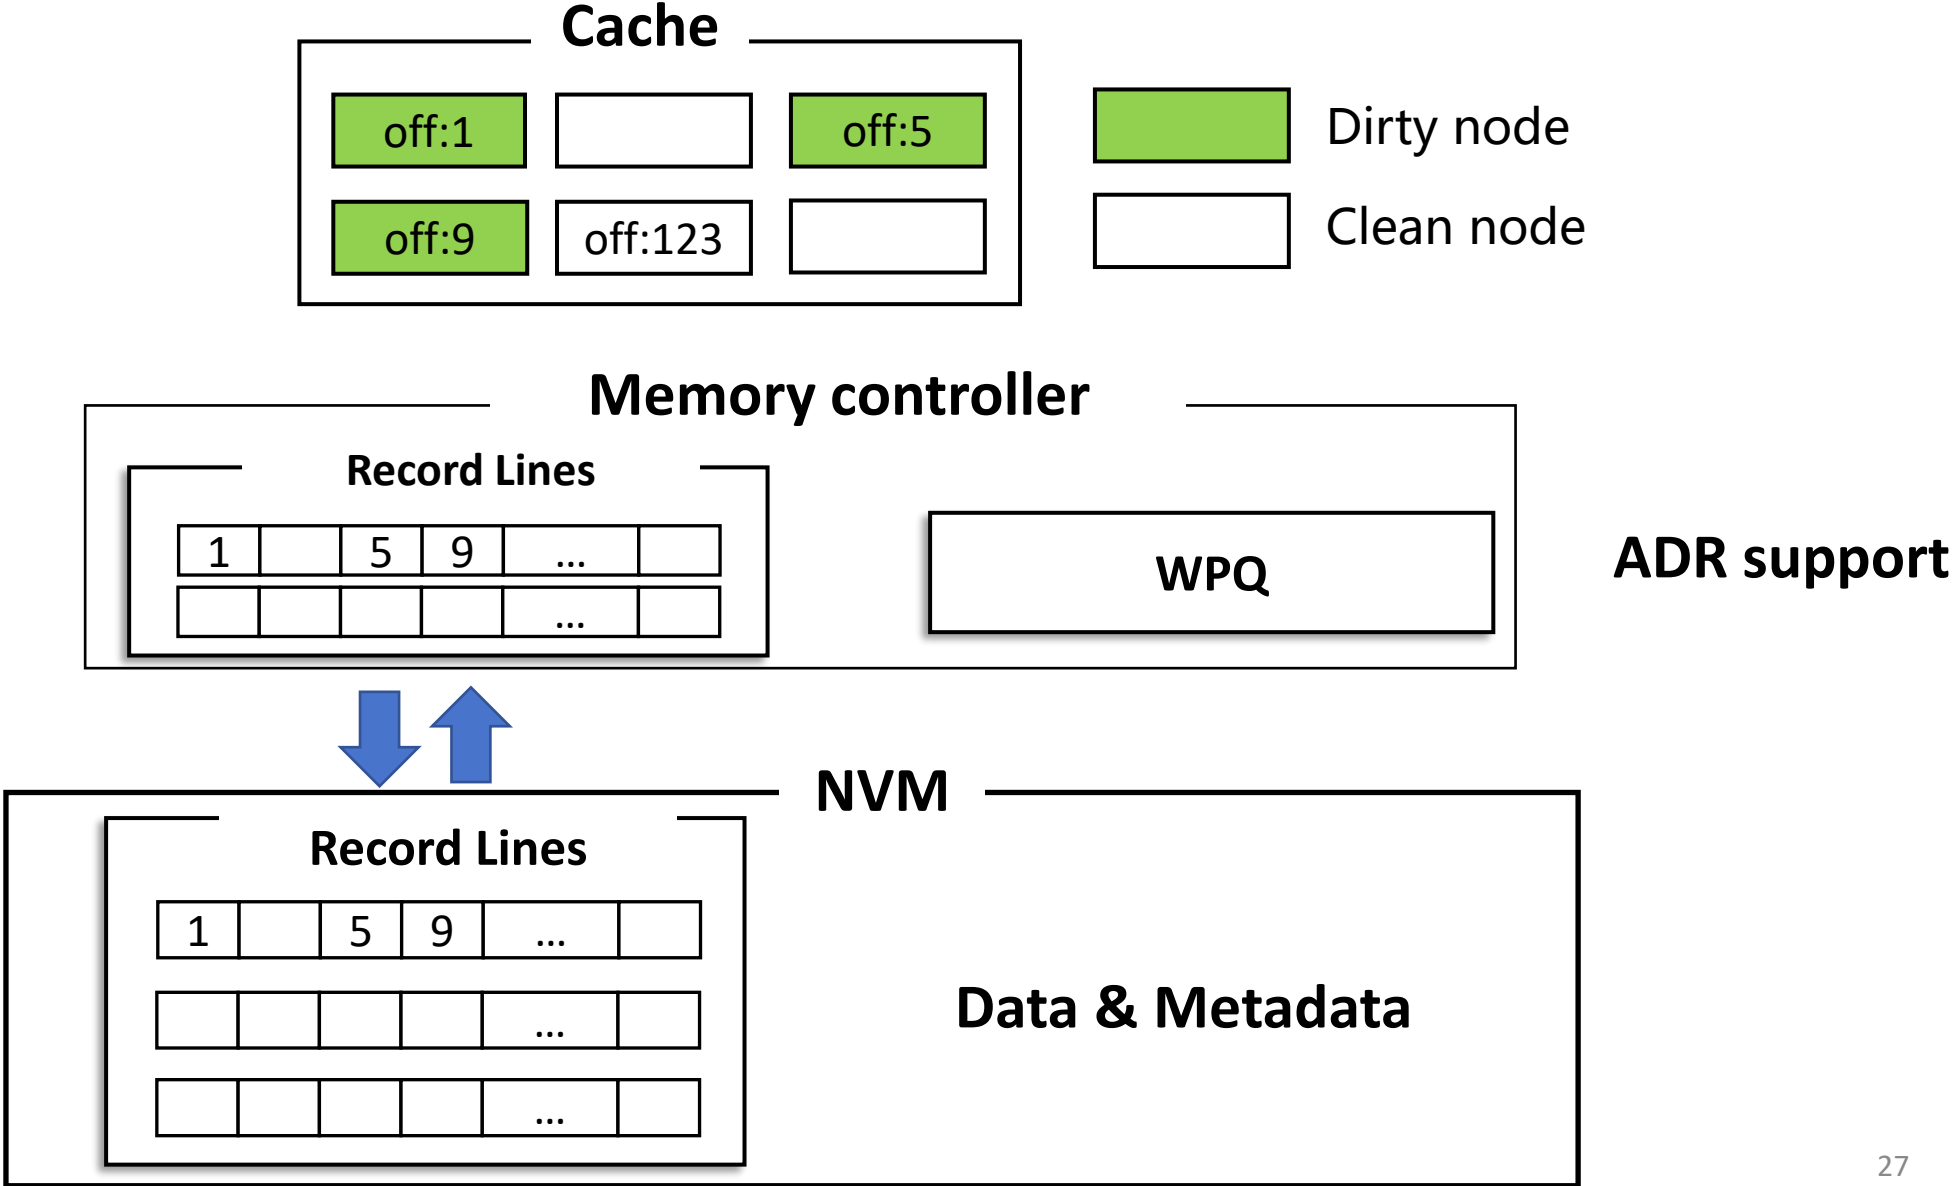 Cache
off:1
off:5
Dirty node
off:9
off:123
Clean node
Memory controller
Record Lines
1 5 9 ...
...
WPQ
ADR support
NVM
Record Lines
1 5 9 ...
...
...
Data & Metadata
27